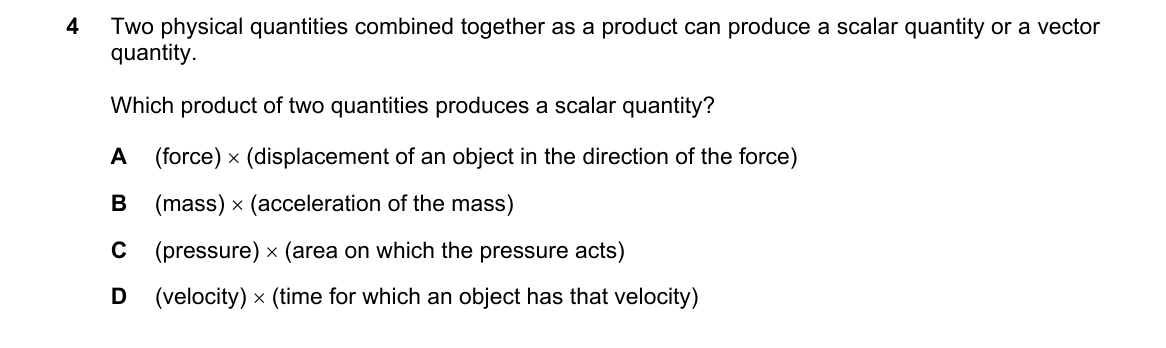 4 Two physical quantities combined together as a product can produce a scalar quantity or a vector
quantity.
Which product of two quantities produces a scalar quantity?
A (force) × (displacement of an object in the direction of the force)
B (mass) × (acceleration of the mass)
C (pressure) × (area on which the pressure acts)
D (velocity) × (time for which an object has that velocity)